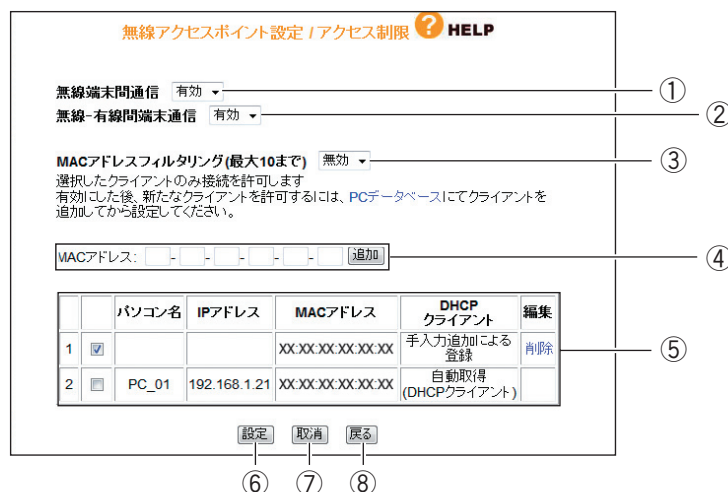 無線アクセスポイント設定 / アクセス制限 ? HELP
無線端末間通信 有効 ①
無線-有線間端末通信 有効 ②
MACアドレスフィルタリング(最大10まで) 無効 ③
選択したクライアントのみ接続を許可します
有効にした後、新たなクライアントを許可するには、PCデータベースにてクライアントを
追加してから設定してください。
MACアドレス: - - - - - 追加 ④
パソコン名 IPアドレス MACアドレス DHCPクライアント 編集
1 XX:XX:XX:XX:XX:XX 手入力追加による登録 削除 ⑤
2 PC_01 192.168.1.21 XX:XX:XX:XX:XX:XX 自動取得(DHCPクライアント)
設定 取消 戻る
⑥ ⑦ ⑧